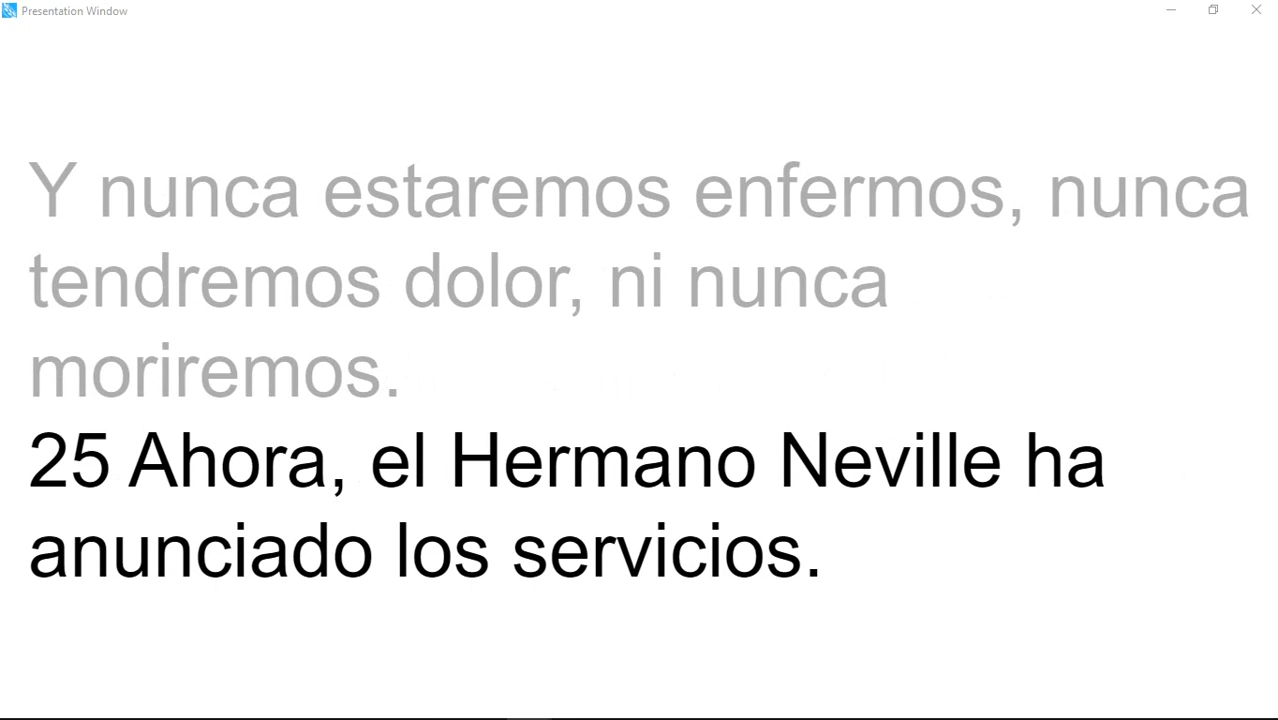 Presentation Window
Y nunca estaremos enfermos, nunca
tendremos dolor, ni nunca
moriremos.
25 Ahora, el Hermano Neville ha
anunciado los servicios.